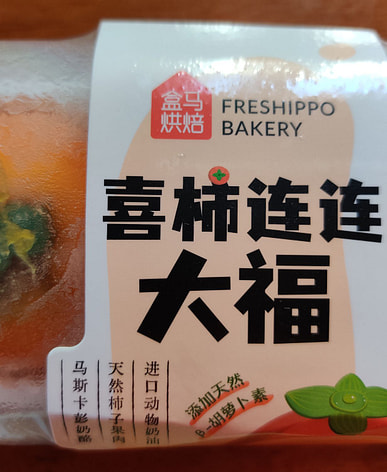 盒马
烘焙
FRESHIPPO
BAKERY
喜柿连连
大福
进口动物奶油
天然柿子果肉
马斯卡彭奶酪
添加天然
β-胡萝卜素